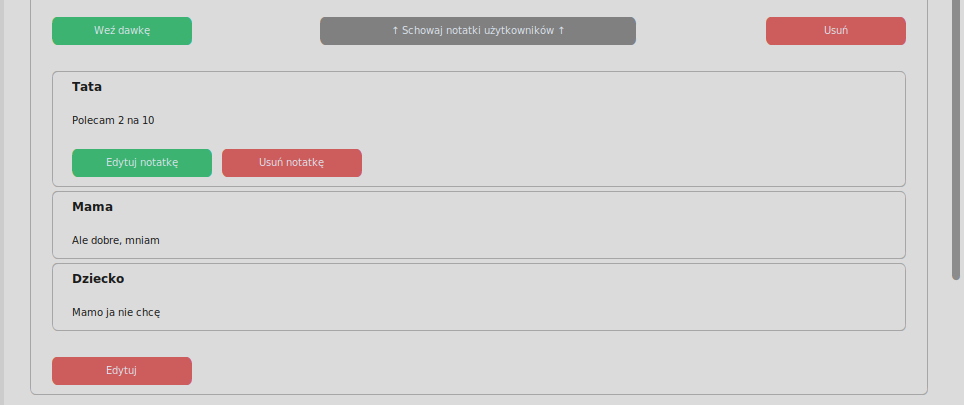 Weź dawkę
↑ Schowaj notatki użytkowników ↑
Usuń
Tata
Polecam 2 na 10
Edytuj notatkę
Usuń notatkę
Mama
Ale dobre, mniam
Dziecko
Mamo ja nie chcę
Edytuj